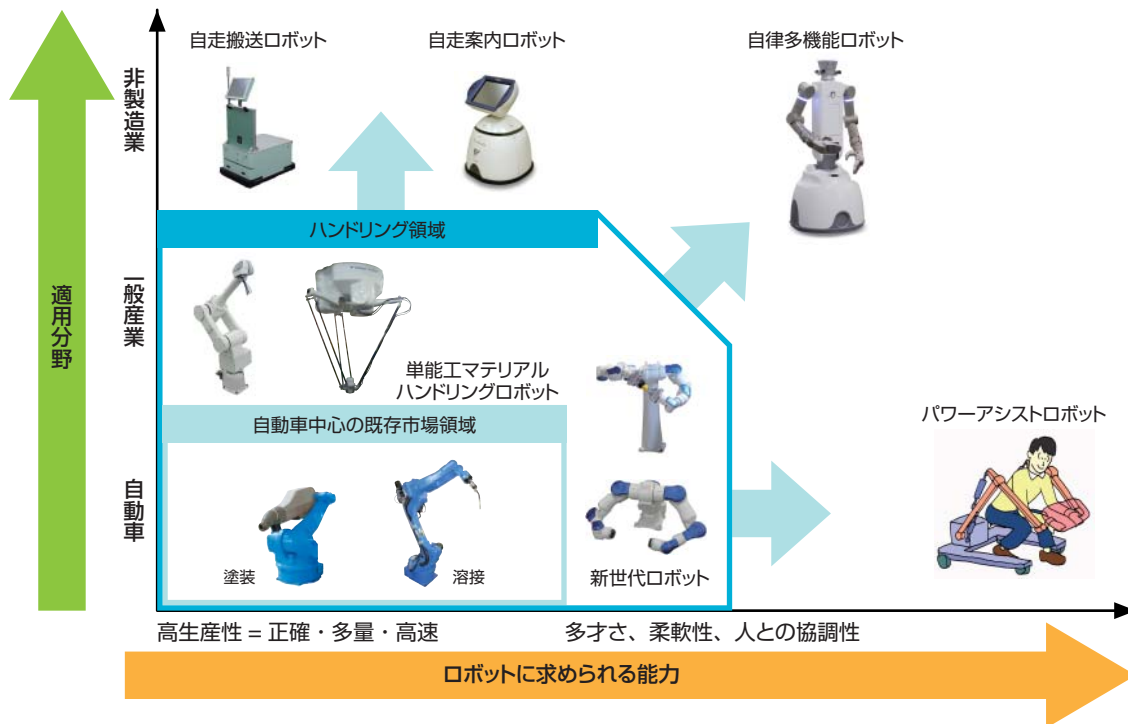 自走搬送ロボット
自走案内ロボット
自律多機能ロボット
非製造業
ハンドリング領域
一般産業
適用分野
単能工マテリアル
ハンドリングロボット
自動車中心の既存市場領域
パワーアシストロボット
自動車
塗装
溶接
新世代ロボット
高生産性 = 正確・多量・高速
多才さ、柔軟性、人との協調性
ロボットに求められる能力